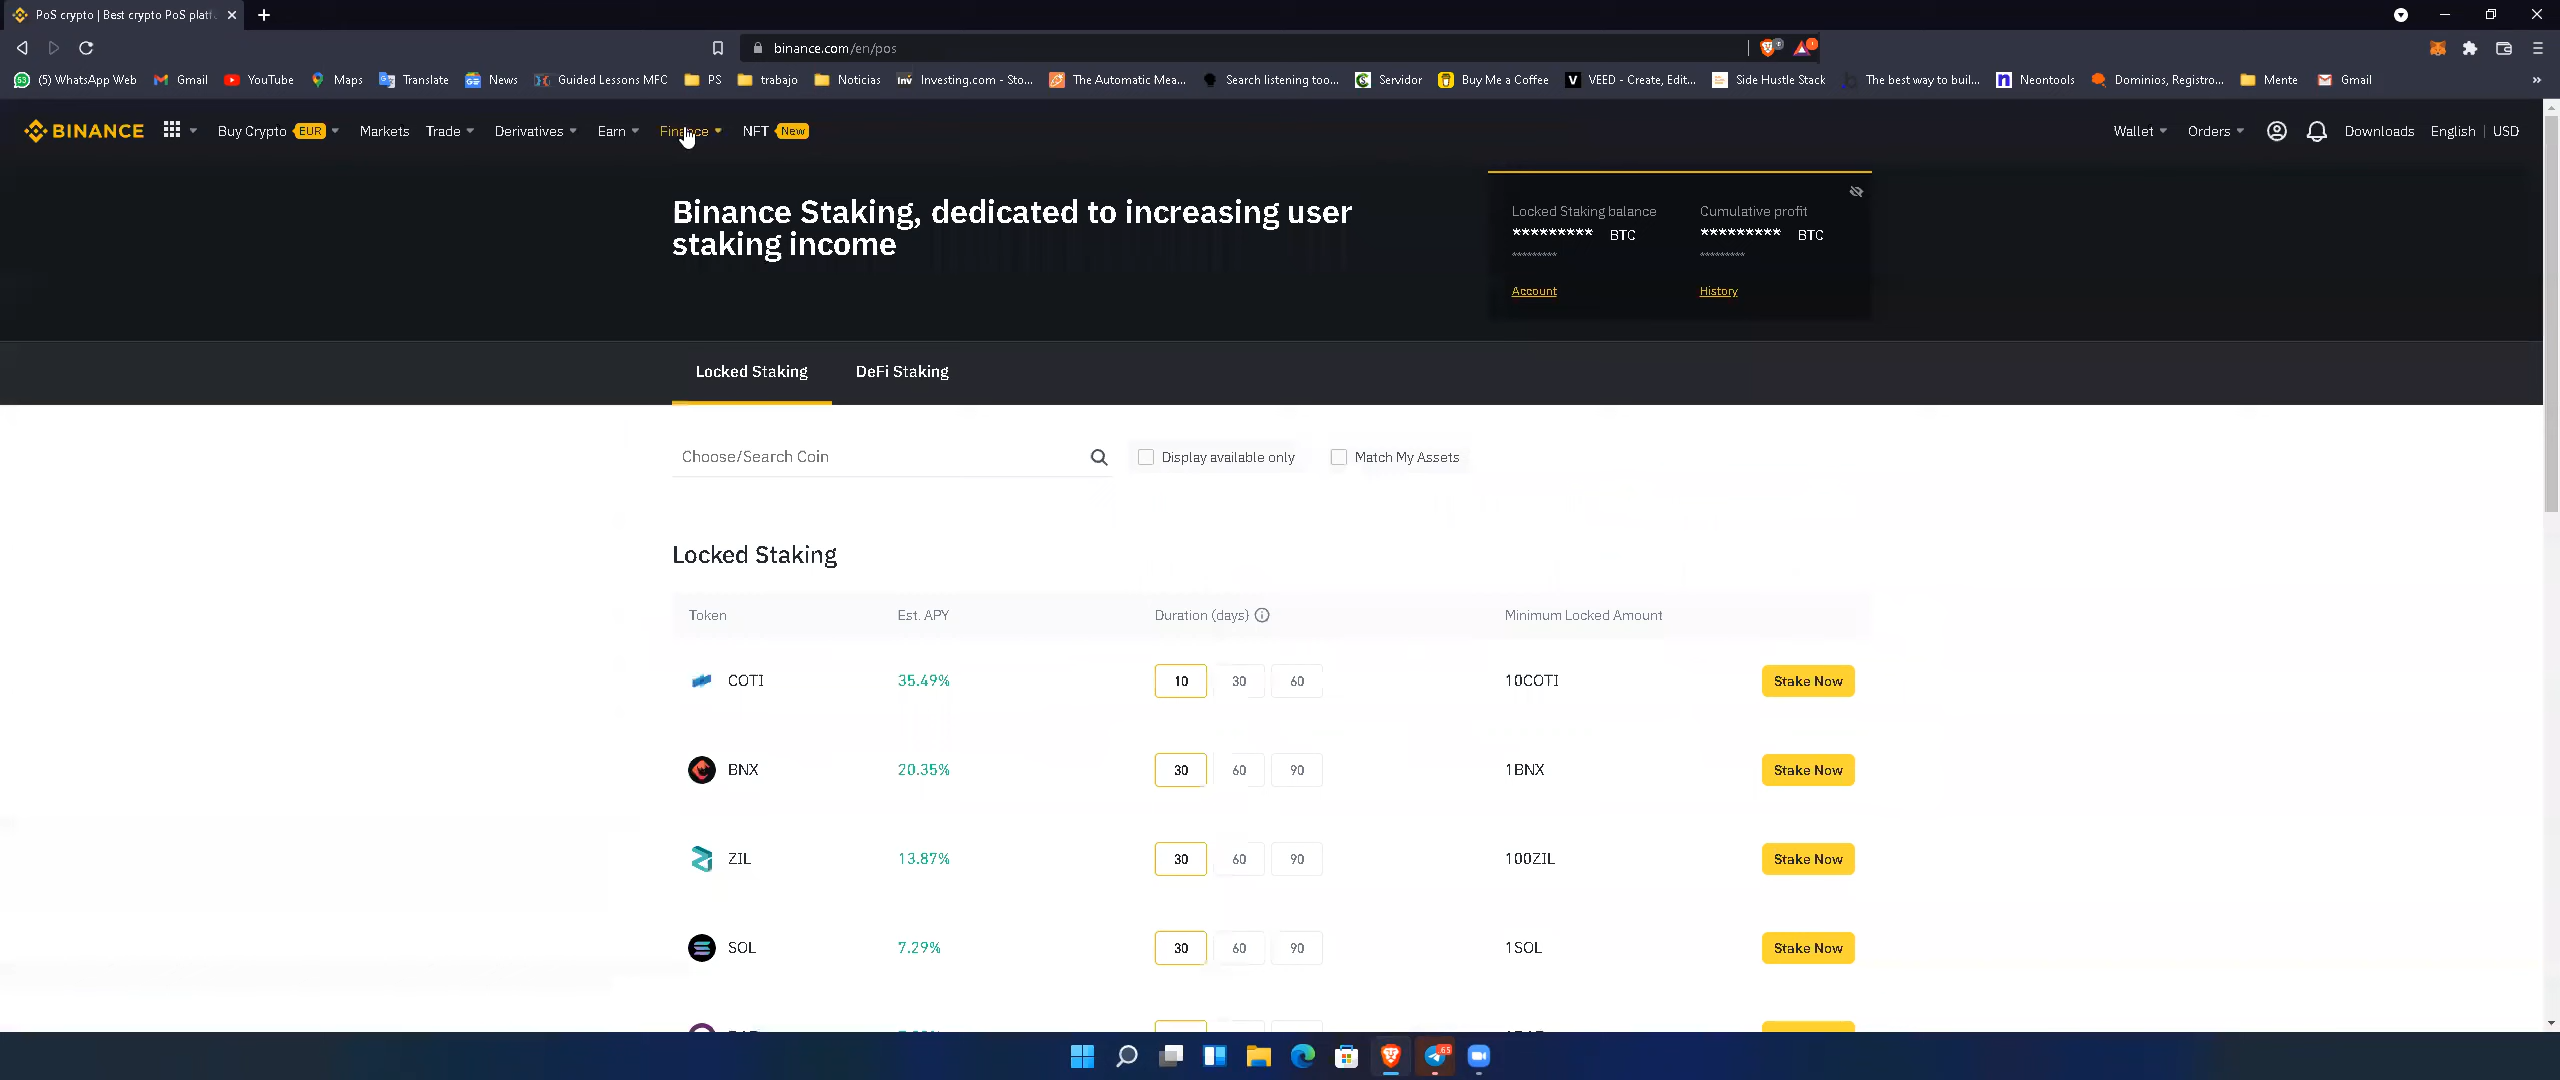 PoS crypto | Best crypto PoS platf
binance.com/en/pos
(5) WhatsApp Web Gmail YouTube Maps Translate News Guided Lessons MFC PS trabajo Noticias Investing.com - Sto... The Automatic Mea... Search listening too... Servidor Buy Me a Coffee VEED - Create, Edit... Side Hustle Stack The best way to buil... Neontools Dominios, Registro... Mente Gmail
BINANCE Buy Crypto EUR Markets Trade Derivatives Earn Finance NFT New Wallet Orders Downloads English | USD
Binance Staking, dedicated to increasing user
staking income
Locked Staking balance Cumulative profit
********* BTC ********* BTC
********* *********
Account History
Locked Staking DeFi Staking
Choose/Search Coin Display available only Match My Assets
Locked Staking
Token Est. APY Duration (days) Minimum Locked Amount
COTI 35.49% 10 30 60 10COTI Stake Now
BNX 20.35% 30 60 90 1BNX Stake Now
ZIL 13.87% 30 60 90 100ZIL Stake Now
SOL 7.29% 30 60 90 1SOL Stake Now
65